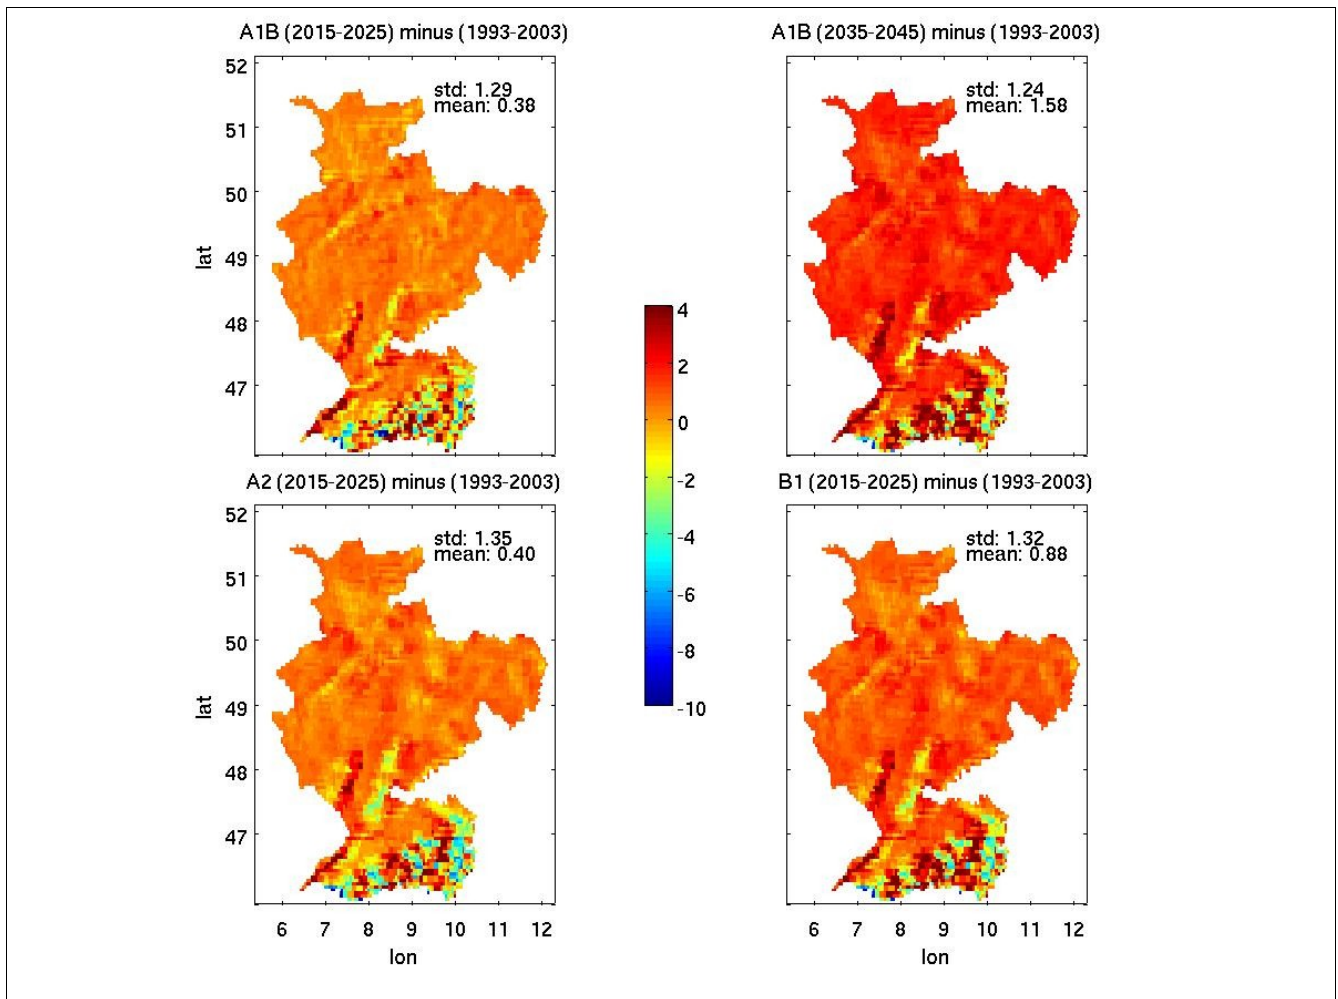 A1B (2015-2025) minus (1993-2003)
A1B (2035-2045) minus (1993-2003)
std: 1.29
mean: 0.38
std: 1.24
mean: 1.58
52
51
50
49
48
47
lat
4
2
0
-2
-4
-6
-8
-10
A2 (2015-2025) minus (1993-2003)
B1 (2015-2025) minus (1993-2003)
std: 1.35
mean: 0.40
std: 1.32
mean: 0.88
52
51
50
49
48
47
lat
6 7 8 9 10 11 12
6 7 8 9 10 11 12
lon
lon